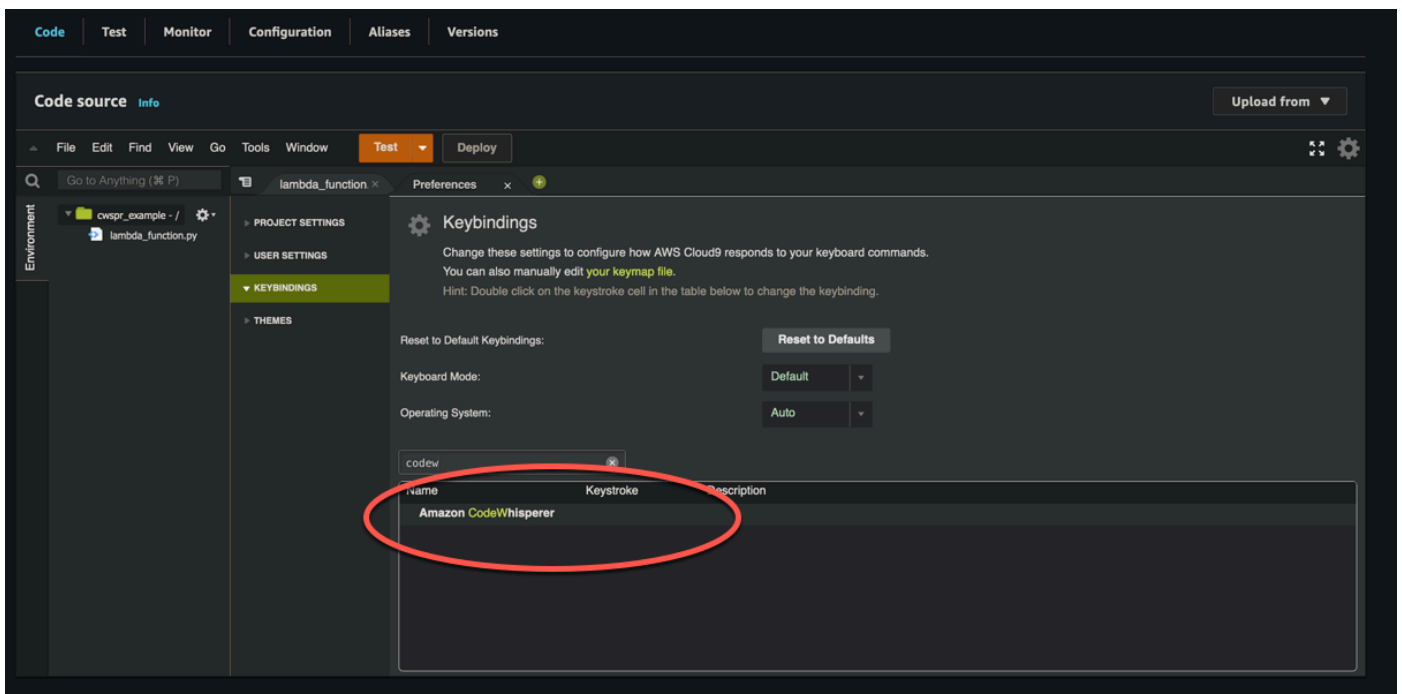 Code Test Monitor Configuration Aliases Versions
Code source Info
Upload from
File Edit Find View Go Tools Window Test Deploy
Go to Anything (⌘ P)
lambda_function. Preferences
Environment
cwspr_example - /
lambda_function.py
PROJECT SETTINGS
USER SETTINGS
KEYBINDINGS
THEMES
Keybindings
Change these settings to configure how AWS Cloud9 responds to your keyboard commands.
You can also manually edit your keymap file.
Hint: Double click on the keystroke cell in the table below to change the keybinding.
Reset to Default Keybindings: Reset to Defaults
Keyboard Mode: Default
Operating System: Auto
codew
Name Keystroke Description
Amazon CodeWhisperer